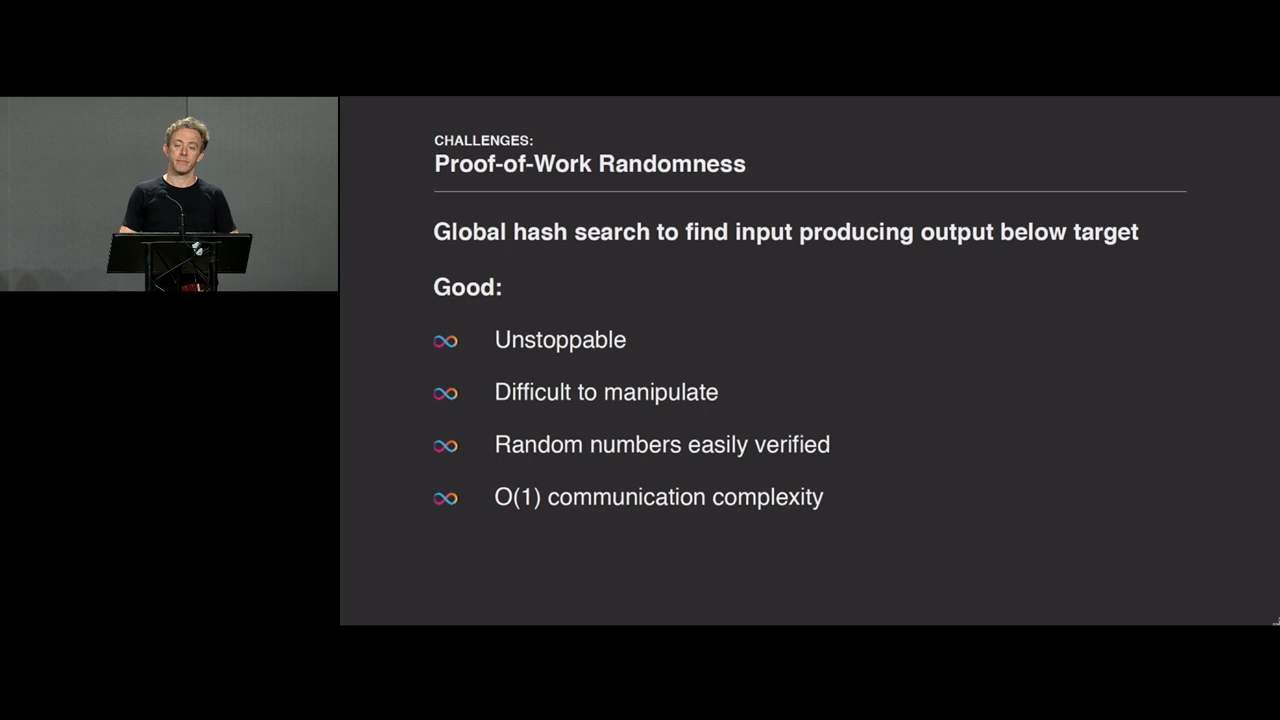 CHALLENGES:
Proof-of-Work Randomness
Global hash search to find input producing output below target
Good:
Unstoppable
Difficult to manipulate
Random numbers easily verified
O(1) communication complexity